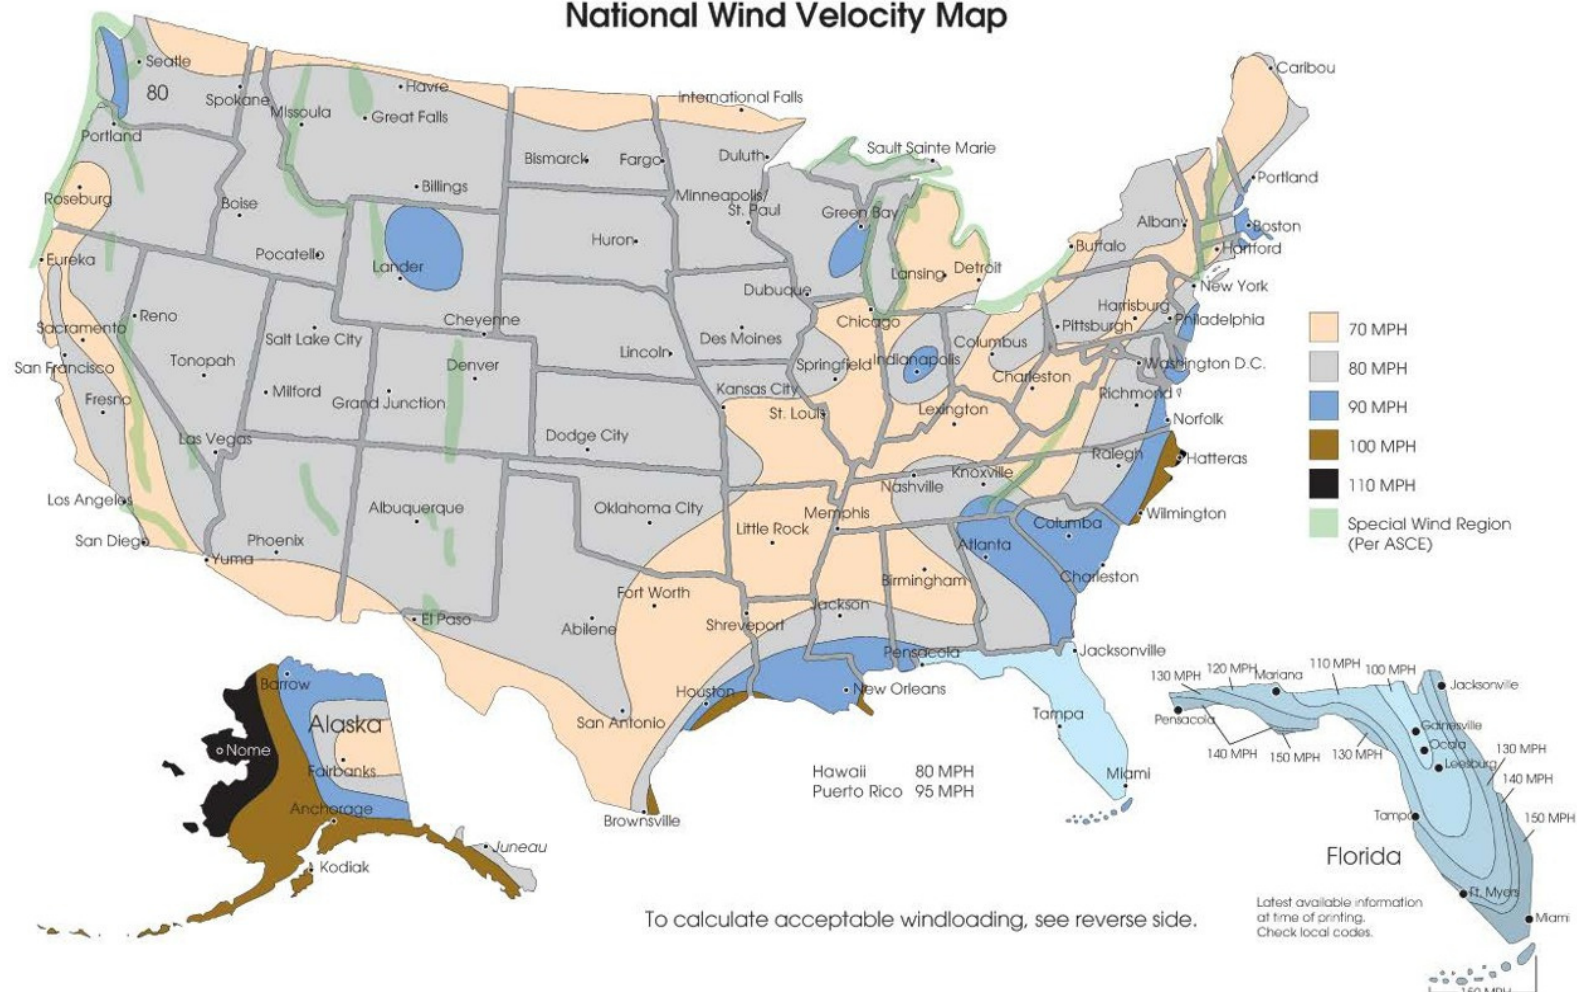 National Wind Velocity Map
Seatle
80
Spokane
Missoula
Havre
Great Falls
Portland
Roseburg
Boise
Billings
Pocatello
Lander
Bismarck
Fargo
International Falls
Duluth
Minneapolis/
St. Paul
Huron
Sault Sainte Marie
Green Bay
Lansing
Detroit
Buffalo
Albany
Caribou
Portland
Boston
Hartford
New York
Eureka
Reno
Sacramento
San Francisco
Fresno
Tonopah
Salt Lake City
Milford
Grand Junction
Las Vegas
Cheyenne
Denver
Lincoln
Dubuque
Des Moines
Chicago
Springfield
Indianapolis
Columbus
Pittsburgh
Harrisburg
Philadelphia
Washington D.C.
Kansas City
St. Louis
Lexington
Charleston
Richmond
Norfolk
Dodge City
Los Angeles
San Diego
Yuma
Phoenix
Albuquerque
Oklahoma City
Little Rock
Memphis
Nashville
Knoxville
Ralegh
Hatteras
Wilmington
Columba
Atlanta
Charleston
Birmingham
Fort Worth
El Paso
Abilene
Shreveport
Jackson
Pensacola
Jacksonville
Houston
New Orleans
San Antonio
Brownsville
Tampa
Miami
70 MPH
80 MPH
90 MPH
100 MPH
110 MPH
Special Wind Region
(Per ASCE)
Barrow
Alaska
Nome
Fairbanks
Anchorage
Juneau
Kodiak
Hawaii 80 MPH
Puerto Rico 95 MPH
130 MPH
120 MPH
Mariana
110 MPH
100 MPH
Jacksonville
Pensacola
140 MPH
150 MPH
130 MPH
Gainesville
Ocala
Leesburg
130 MPH
140 MPH
150 MPH
Tampa
Florida
Ft. Myers
Miami
Latest available information
at time of printing.
Check local codes.
To calculate acceptable windloading, see reverse side.